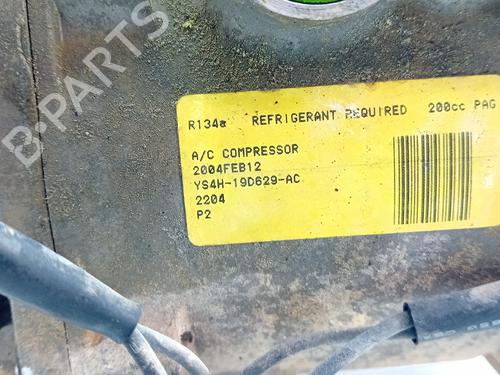 B-PARTS
R134a REFRIGERANT REQUIRED 200cc PAG
A/C COMPRESSOR
2004FEB12
YS4H-19D629-AC
2204
P2